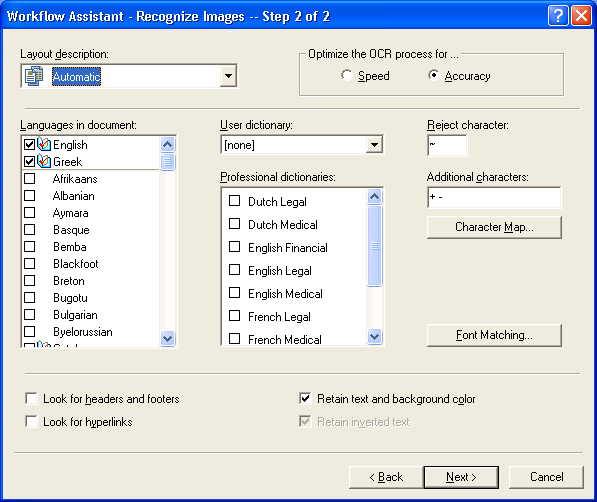 Workflow Assistant - Recognize Images -- Step 2 of 2
Layout description:
Automatic
Optimize the OCR process for ...
Speed
Accuracy
Languages in document:
English
Greek
Afrikaans
Albanian
Aymara
Basque
Bemba
Blackfoot
Breton
Bugotu
Bulgarian
Byelorussian
User dictionary:
[none]
Professional dictionaries:
Dutch Legal
Dutch Medical
English Financial
English Legal
English Medical
French Legal
French Medical
Reject character:
~
Additional characters:
+ -
Character Map...
Font Matching...
Look for headers and footers
Look for hyperlinks
Retain text and background color
Retain inverted text
< Back
Next >
Cancel